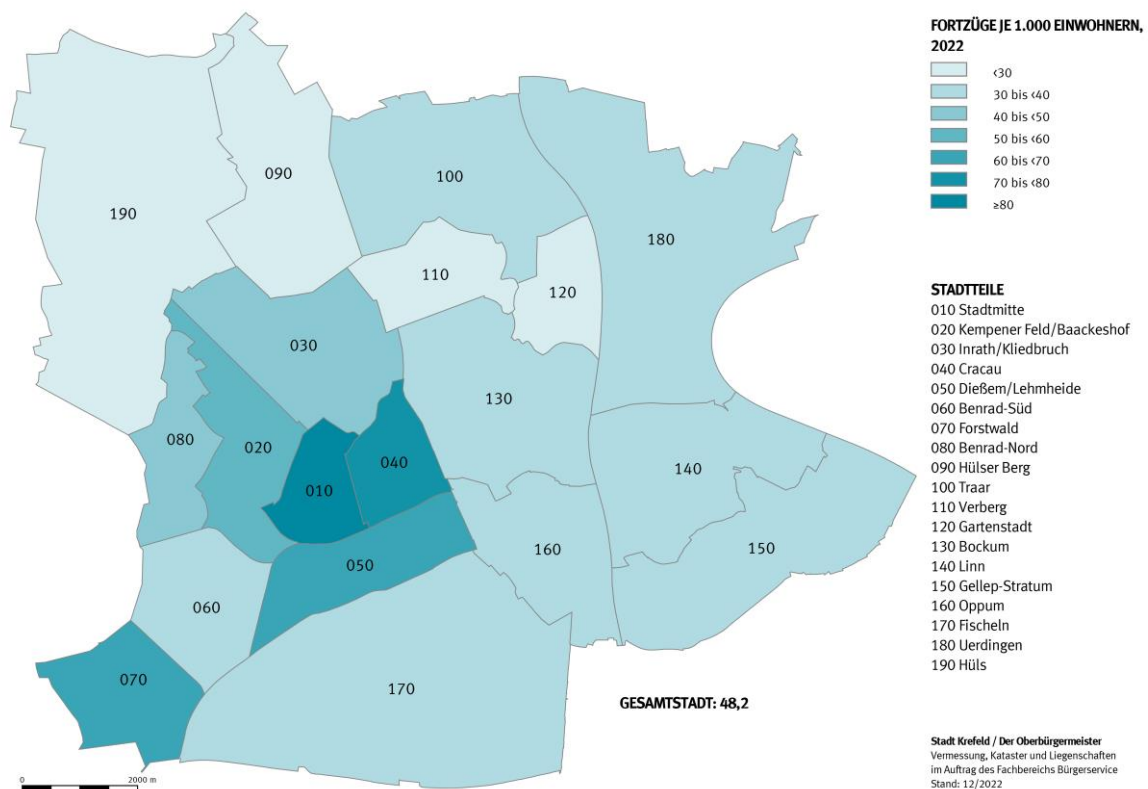 FORTZÜGE JE 1.000 EINWOHNERN,
2022
<30
30 bis <40
40 bis <50
50 bis <60
60 bis <70
70 bis <80
≥80
090
100
190
180
110
120
030
130
080
020
040
140
010
160
150
050
060
070
170
STADTTEILE
010 Stadtmitte
020 Kempener Feld/Baackeshof
030 Inrath/Kliedbruch
040 Cracau
050 Dießem/Lehmheide
060 Benrad-Süd
070 Forstwald
080 Benrad-Nord
090 Hülser Berg
100 Traar
110 Verberg
120 Gartenstadt
130 Bockum
140 Linn
150 Gellep-Stratum
160 Oppum
170 Fischeln
180 Uerdingen
190 Hüls
GESAMTSTADT: 48,2
Stadt Krefeld / Der Oberbürgermeister
Vermessung, Kataster und Liegenschaften
im Auftrag des Fachbereichs Bürgerservice
Stand: 12/2022
0 2000 m